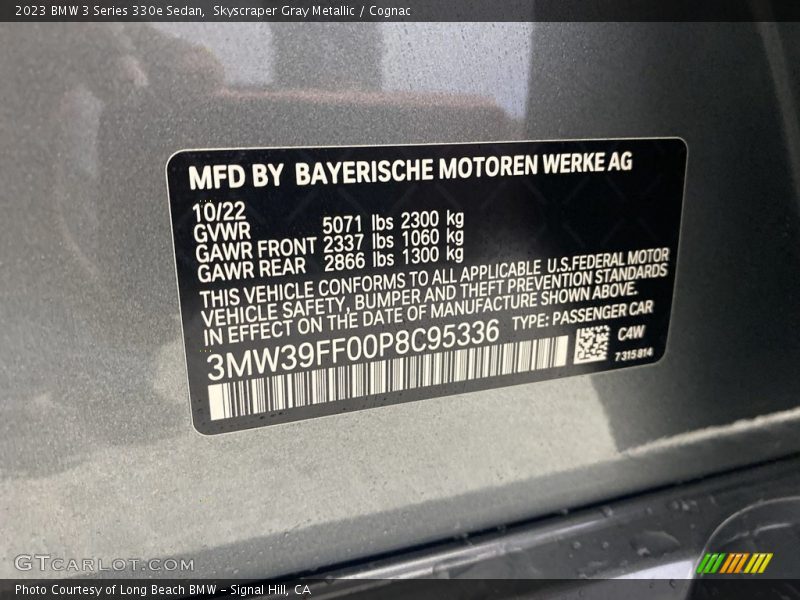 2023 BMW 3 Series 330e Sedan,  Skyscraper Gray Metallic / Cognac
MFD BY BAYERISCHE MOTOREN WERKE AG
10/22
GVWR 5071 lbs 2300 kg
GAWR FRONT 2337 lbs 1060 kg
GAWR REAR 2866 lbs 1300 kg
THIS VEHICLE CONFORMS TO ALL APPLICABLE U.S.FEDERAL MOTOR
VEHICLE SAFETY, BUMPER AND THEFT PREVENTION STANDARDS
IN EFFECT ON THE DATE OF MANUFACTURE SHOWN ABOVE.
3MW39FF00P8C95336 TYPE: PASSENGER CAR
C4W
7315814
GTCARLOT.COM
Photo Courtesy of Long Beach BMW - Signal Hill, CA